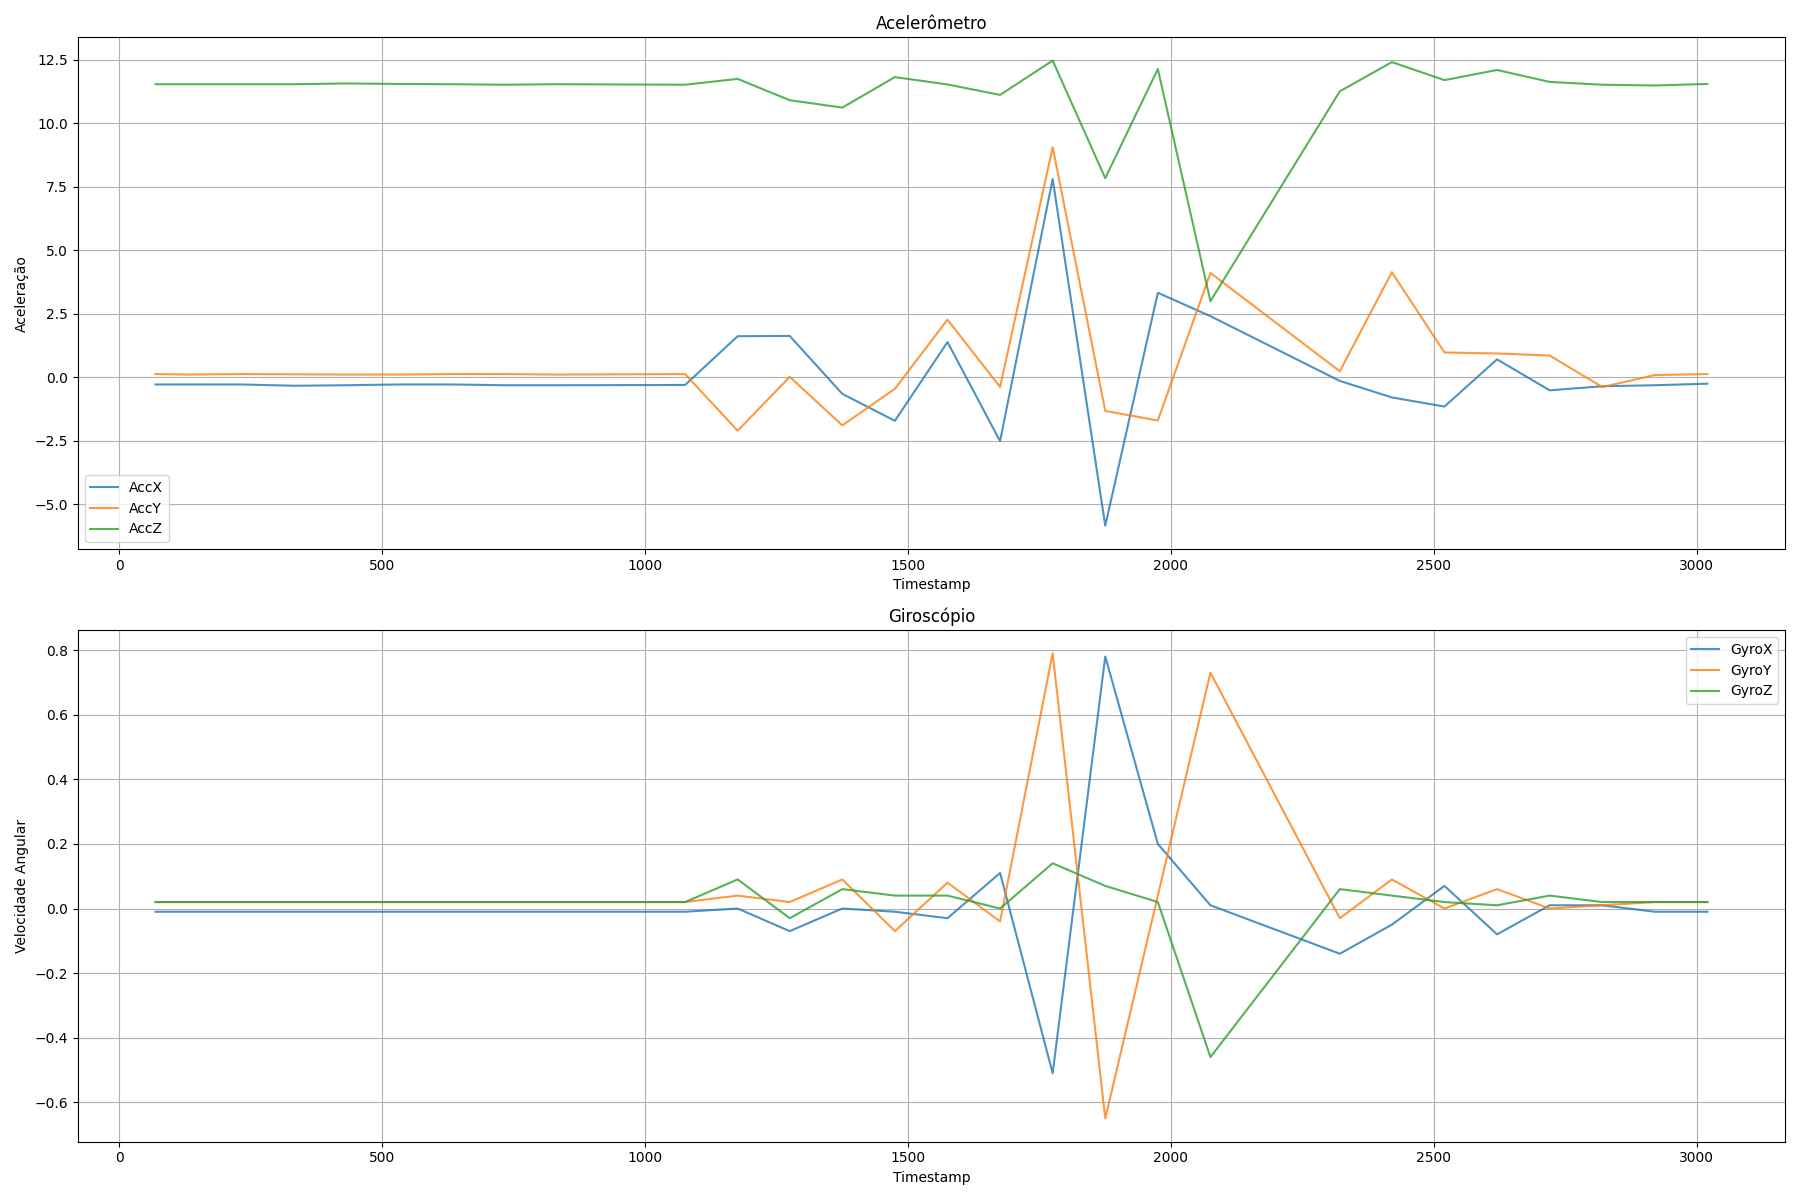 Acelerômetro
12.5
10.0
7.5
5.0
2.5
0.0
−2.5
−5.0
Aceleração
AccX
AccY
AccZ
0 500 1000 1500 2000 2500 3000
Timestamp
Giroscópio
0.8
0.6
0.4
0.2
0.0
−0.2
−0.4
−0.6
Velocidade Angular
GyroX
GyroY
GyroZ
0 500 1000 1500 2000 2500 3000
Timestamp